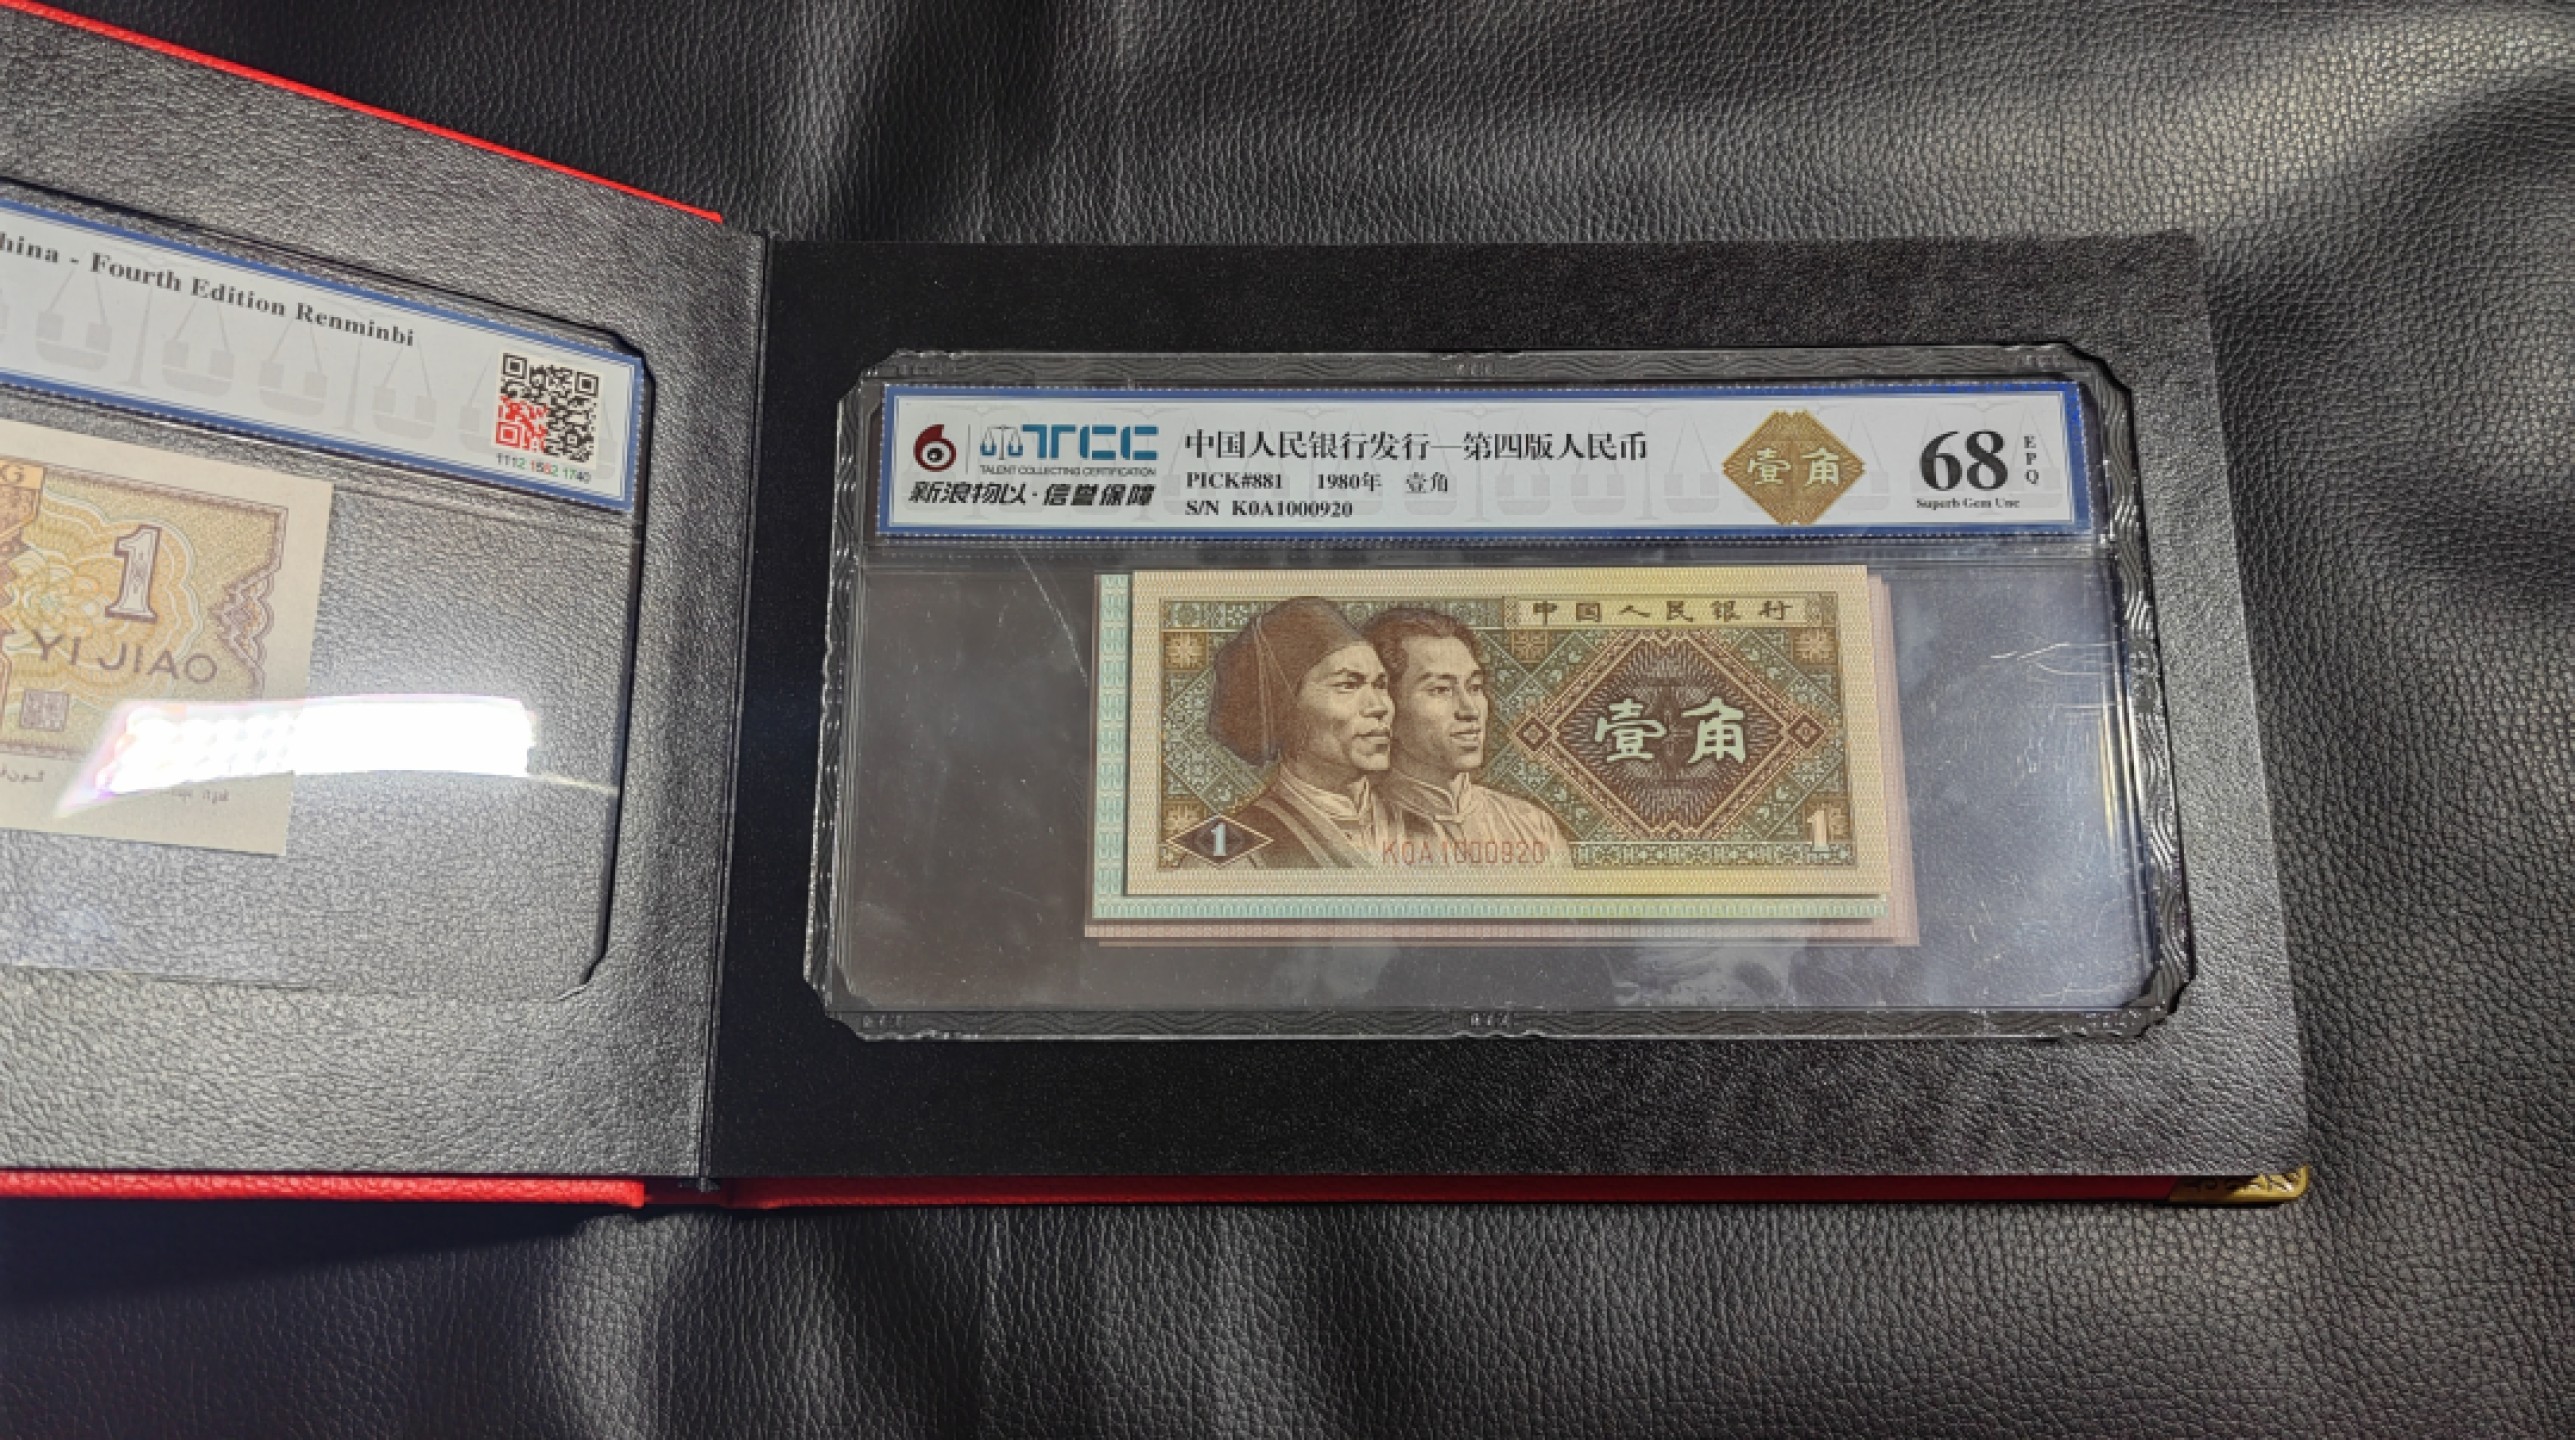 hina - Fourth Edition Renminbi
1112 1552 1740
1
YI JIAO
TCC
TALENT COLLECTING CERTIFICATION
新浪物以·信誉保障
中国人民银行发行—第四版人民币
PICK#881 1980年 壹角
S/N K0A1000920
壹角
68
EPQ
Superb Gem Unc
中国人民银行
壹角
1
K0A1000920
1